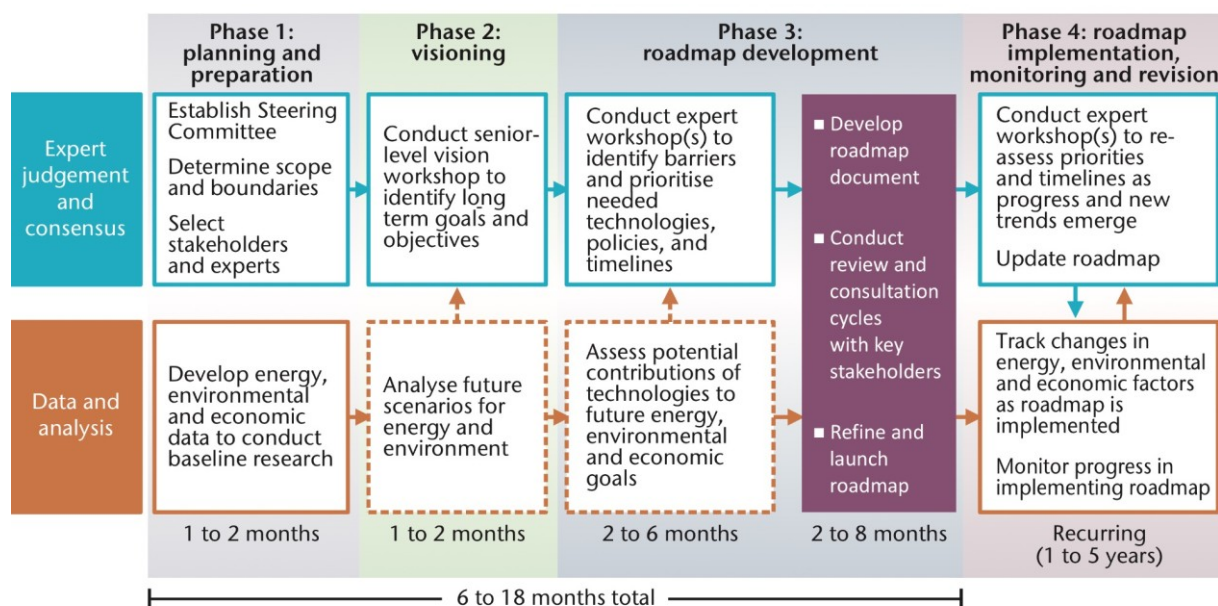 Phase 1:
planning and
preparation
Phase 2:
visioning
Phase 3:
roadmap development
Phase 4: roadmap
implementation,
monitoring and revision
Expert
judgement
and
consensus
Establish Steering
Committee
Determine scope
and boundaries
Select
stakeholders
and experts
Conduct senior-
level vision
workshop to
identify long
term goals and
objectives
Conduct expert
workshop(s) to
identify barriers
and prioritise
needed
technologies,
policies, and
timelines
■ Develop
roadmap
document
■ Conduct
review and
consultation
cycles
with key
stakeholders
■ Refine and
launch
roadmap
Conduct expert
workshop(s) to re-
assess priorities
and timelines as
progress and new
trends emerge
Update roadmap
Data and
analysis
Develop energy,
environmental
and economic
data to conduct
baseline research
Analyse future
scenarios for
energy and
environment
Assess potential
contributions of
technologies to
future energy,
environmental
and economic
goals
Track changes in
energy, environmental
and economic factors
as roadmap is
implemented
Monitor progress in
implementing roadmap
1 to 2 months
1 to 2 months
2 to 6 months
2 to 8 months
Recurring
(1 to 5 years)
6 to 18 months total